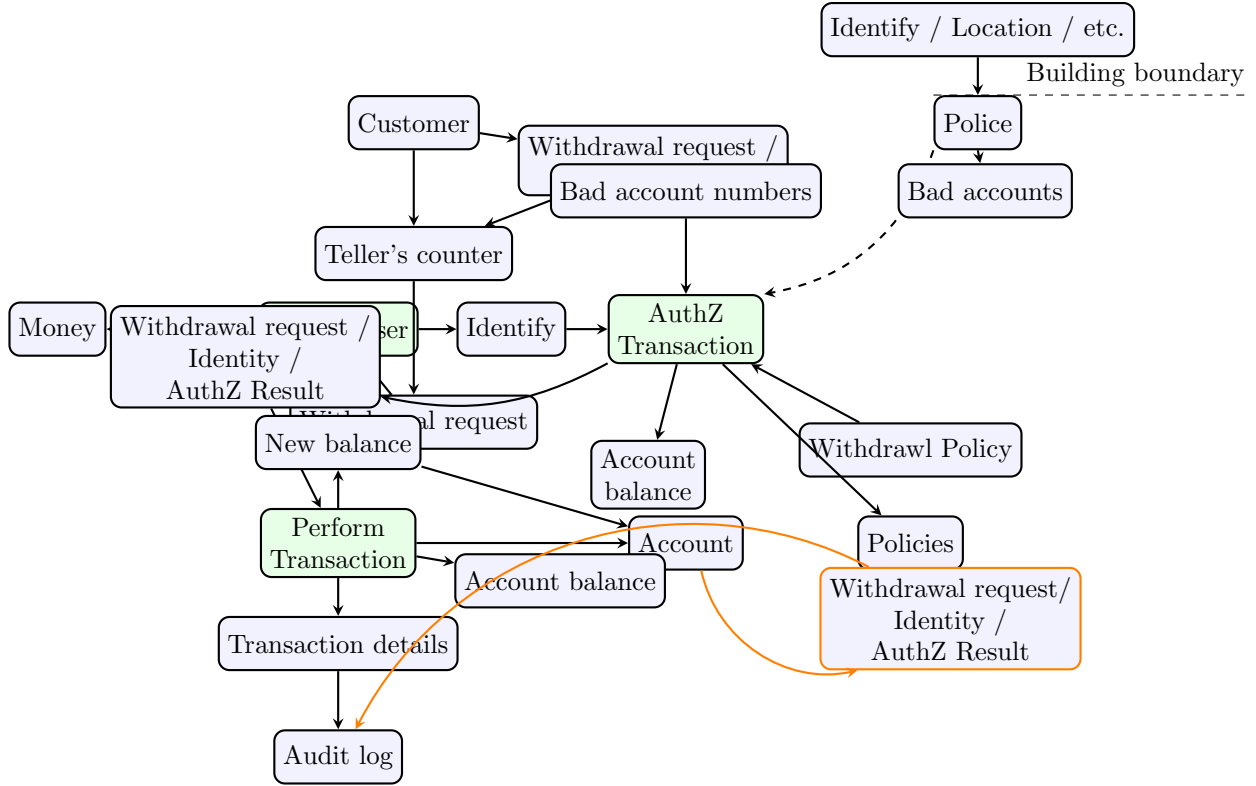 Identify / Location / etc.
Building boundary
Customer
Police
Withdrawal request /
Bad account numbers
Bad accounts
Teller's counter
Money
Withdrawal request /
Identity /
AuthZ Result
Identify
AuthZ
Transaction
request
New balance
Account
balance
Withdrawl Policy
Perform
Transaction
Account
Policies
Account balance
Withdrawal request/
Identity /
AuthZ Result
Transaction details
Audit log